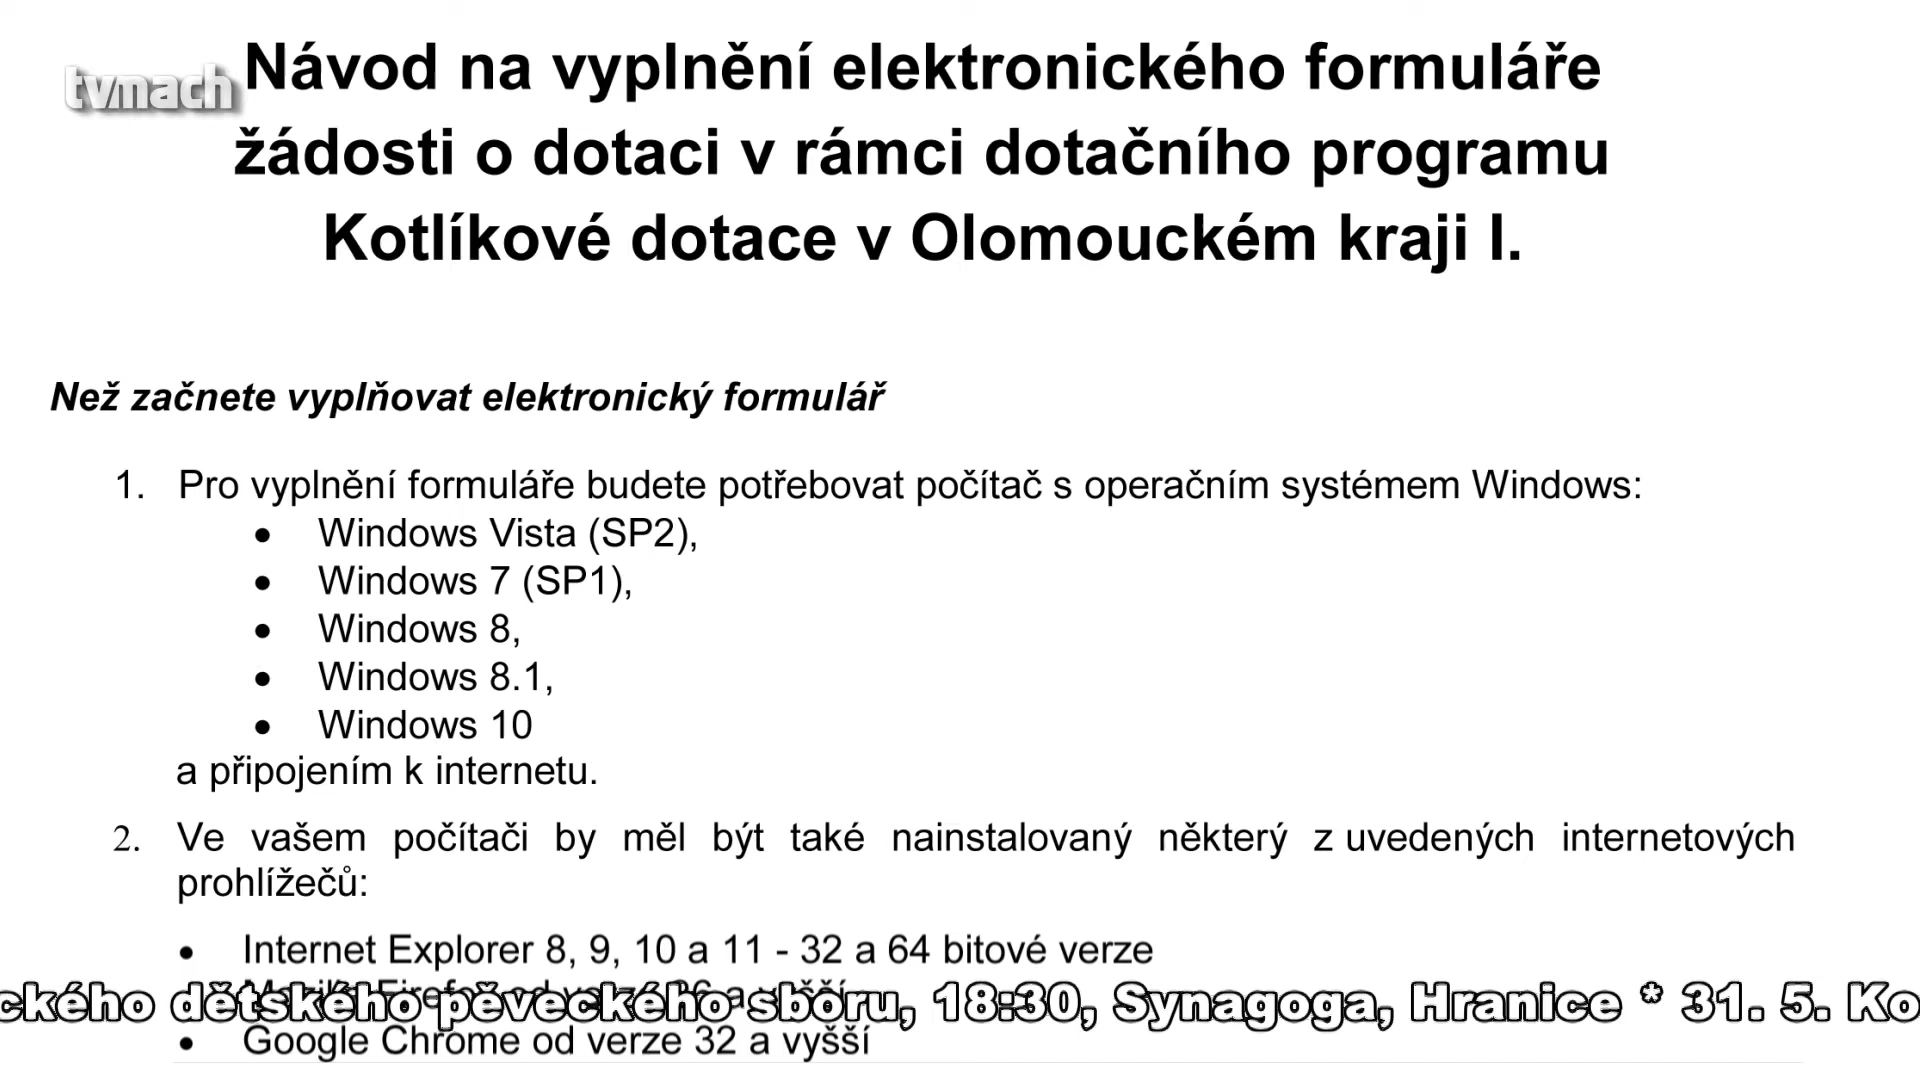 tvnach
Návod na vyplnění elektronického formuláře
žádosti o dotaci v rámci dotačního programu
Kotlíkové dotace v Olomouckém kraji I.
Než začnete vyplňovat elektronický formulář
1. Pro vyplnění formuláře budete potřebovat počítač s operačním systémem Windows:
• Windows Vista (SP2),
• Windows 7 (SP1),
• Windows 8,
• Windows 8.1,
• Windows 10
a připojením k internetu.
2. Ve vašem počítači by měl být také nainstalovaný některý z uvedených internetových
prohlížečů:
• Internet Explorer 8, 9, 10 a 11 - 32 a 64 bitové verze
ckého dětského pěveckého sboru, 18:30, Synagoga, Hranice * 31. 5. Ko
• Google Chrome od verze 32 a vyšší